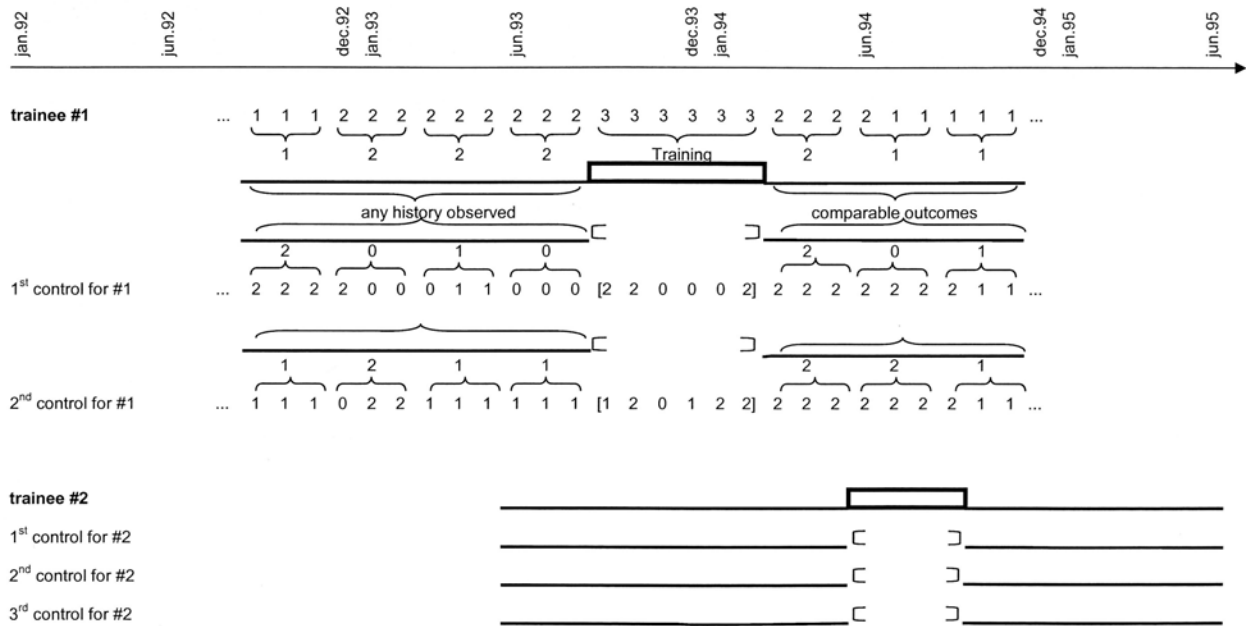 jan.92 jun.92 dec.92 jan.93 jun.93 dec.93 jan.94 jun.94 dec.94 jan.95 jun.95
trainee #1 ... 1 1 1 2 2 2 2 2 2 2 2 2 3 3 3 3 3 3 2 2 2 2 1 1 1 1 1 ...
1 2 2 2 Training 2 1 1
any history observed comparable outcomes
2 0 1 0 2 0 1
1st control for #1 ... 2 2 2 2 0 0 0 1 1 0 0 0 [2 2 0 0 0 2] 2 2 2 2 2 2 2 1 1 ...
1 2 1 1 2 2 1
2nd control for #1 ... 1 1 1 0 2 2 1 1 1 1 1 1 [1 2 0 1 2 2] 2 2 2 2 2 2 2 1 1 ...
trainee #2
1st control for #2
2nd control for #2
3rd control for #2